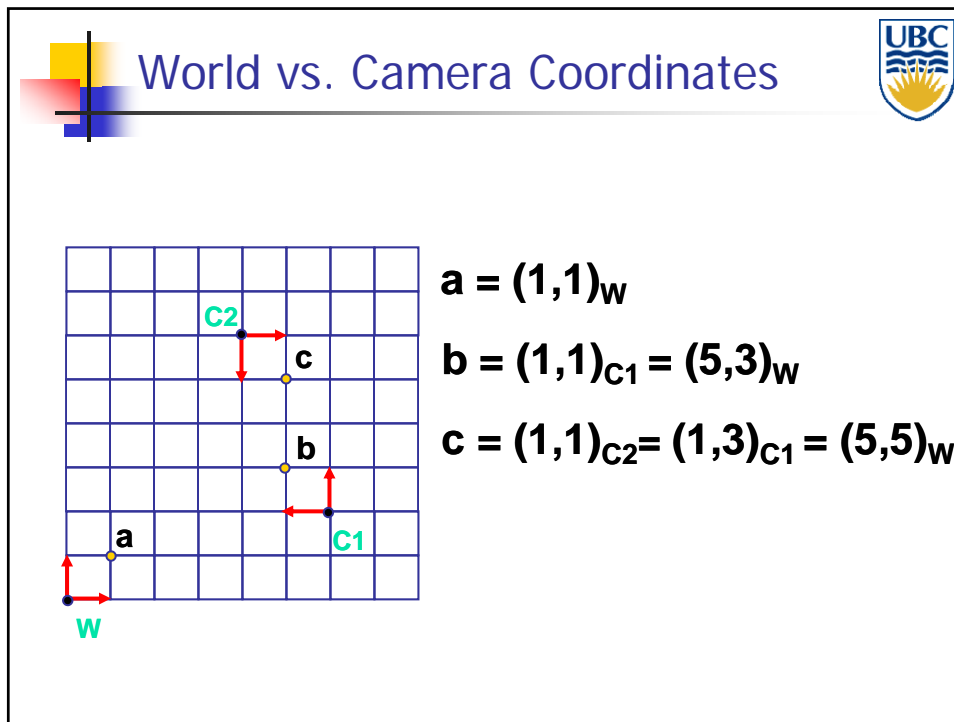 World vs. Camera Coordinates
UBC
a = (1,1)W
b = (1,1)C1 = (5,3)W
c = (1,1)C2= (1,3)C1 = (5,5)W
C2
c
b
a
C1
W